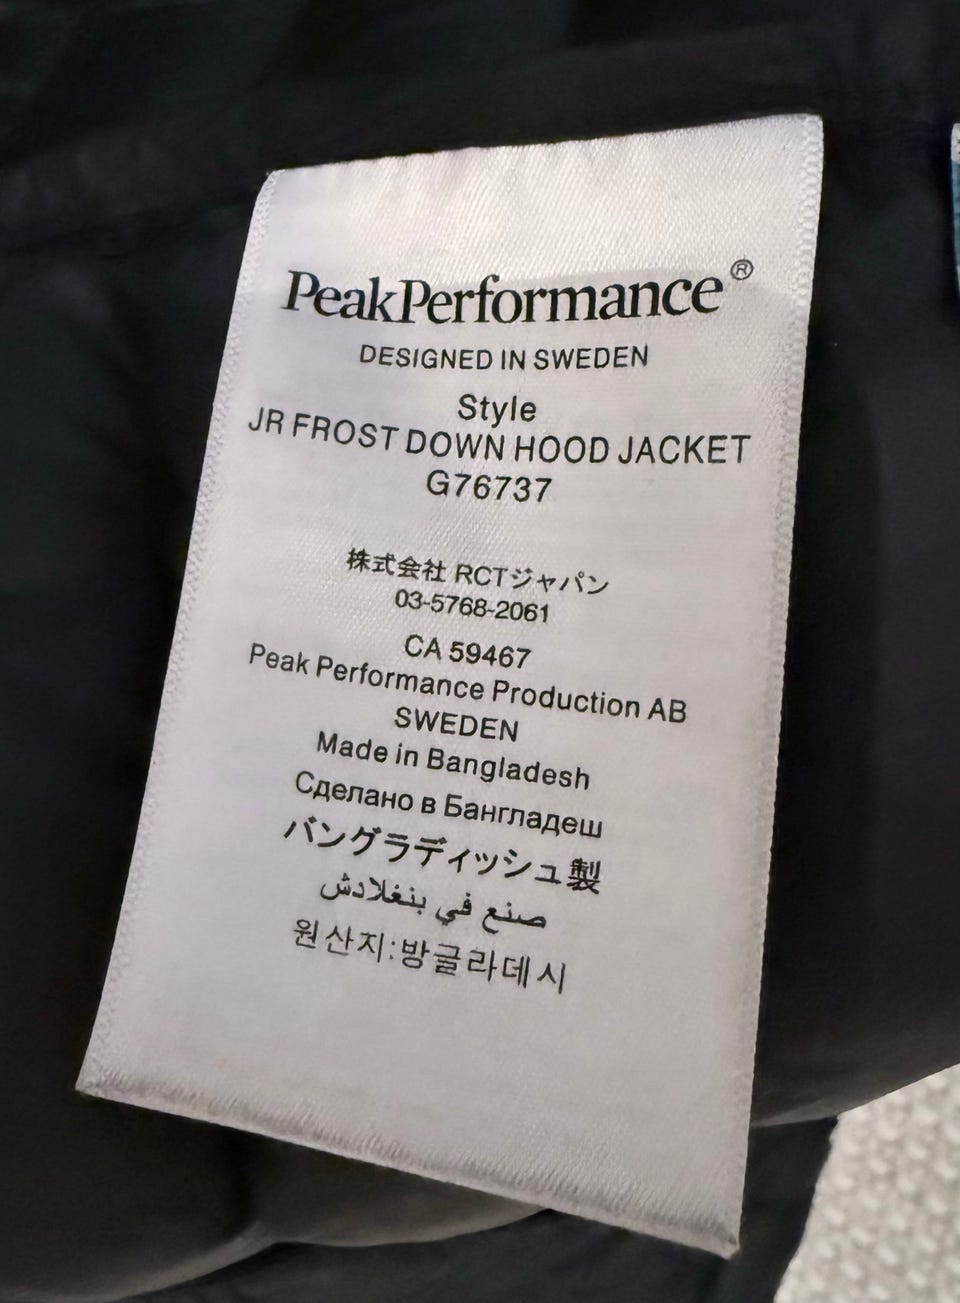 PeakPerformance®
DESIGNED IN SWEDEN
Style
JR FROST DOWN HOOD JACKET
G76737
株式会社 RCTジャパン
03-5768-2061
CA 59467
Peak Performance Production AB
SWEDEN
Made in Bangladesh
Сделано в Бангладеш
バングラディッシュ製
صنع في بنغلادش
원산지:방글라데시